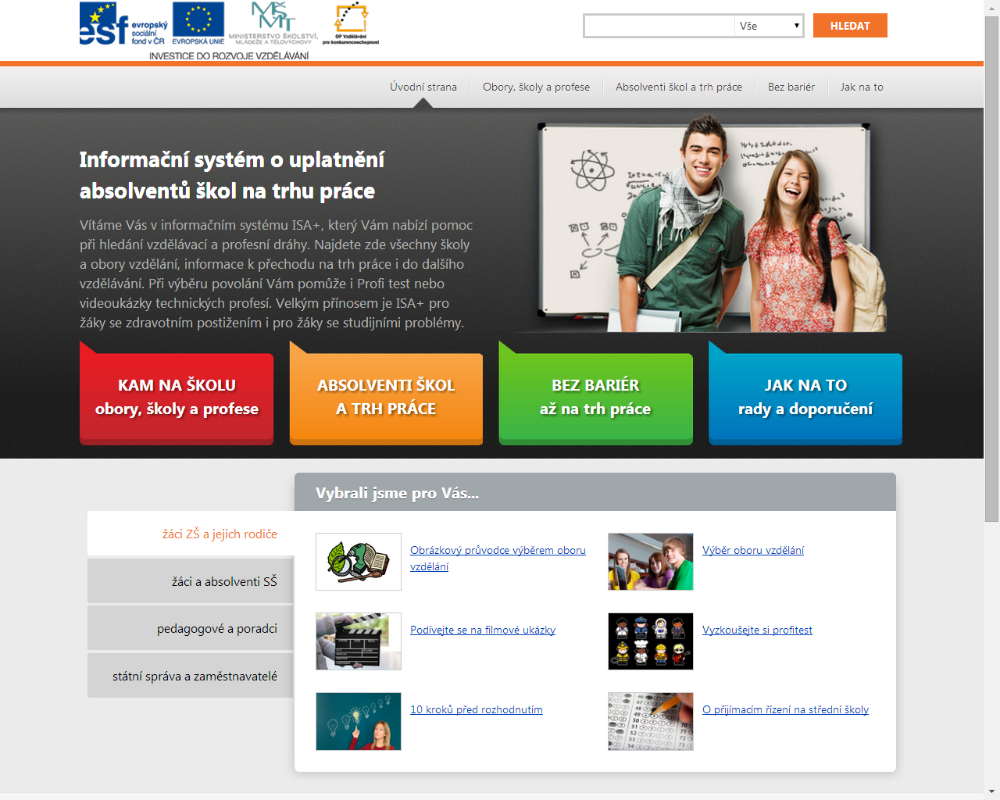 esf evropský sociální fond v ČR
EVROPSKÁ UNIE
MINISTERSTVO ŠKOLSTVÍ,
MLÁDEŽE A TĚLOVÝCHOVY
OP Vzdělávání
pro konkurenceschopnost
INVESTICE DO ROZVOJE VZDĚLÁVÁNÍ
Vše
HLEDAT
Úvodní strana
Obory, školy a profese
Absolventi škol a trh práce
Bez bariér
Jak na to
Informační systém o uplatnění
absolventů škol na trhu práce
Vítáme Vás v informačním systému ISA+, který Vám nabízí pomoc
při hledání vzdělávací a profesní dráhy. Najdete zde všechny školy
a obory vzdělání, informace k přechodu na trh práce i do dalšího
vzdělávání. Při výběru povolání Vám pomůže i Profi test nebo
videoukázky technických profesí. Velkým přínosem je ISA+ pro
žáky se zdravotním postižením i pro žáky se studijními problémy.
KAM NA ŠKOLU
obory, školy a profese
ABSOLVENTI ŠKOL
A TRH PRÁCE
BEZ BARIÉR
až na trh práce
JAK NA TO
rady a doporučení
Vybrali jsme pro Vás...
žáci ZŠ a jejich rodiče
žáci a absolventi SŠ
pedagogové a poradci
státní správa a zaměstnavatelé
Obrázkový průvodce výběrem oboru
vzdělání
Výběr oboru vzdělání
Podívejte se na filmové ukázky
Vyzkoušejte si profitest
10 kroků před rozhodnutím
O přijímacím řízení na střední školy